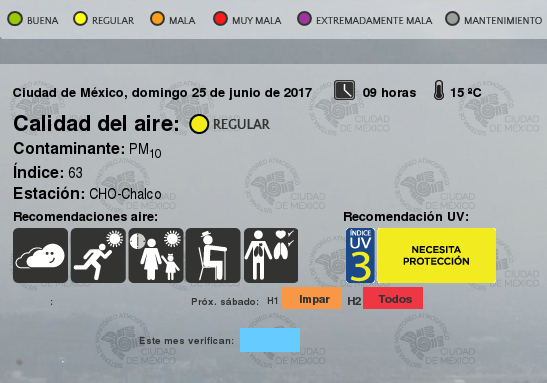 BUENA REGULAR MALA MUY MALA EXTREMADAMENTE MALA MANTENIMIENTO
Ciudad de México, domingo 25 de junio de 2017 09 horas 15 ºC
Calidad del aire: REGULAR
Contaminante: PM10
Índice: 63
Estación: CHO-Chalco
Recomendaciones aire: Recomendación UV:
ÍNDICE
UV
3
NECESITA
PROTECCIÓN
: Próx. sábado: H1 Impar H2 Todos
Este mes verifican:
CIUDAD
DE MÉXICO